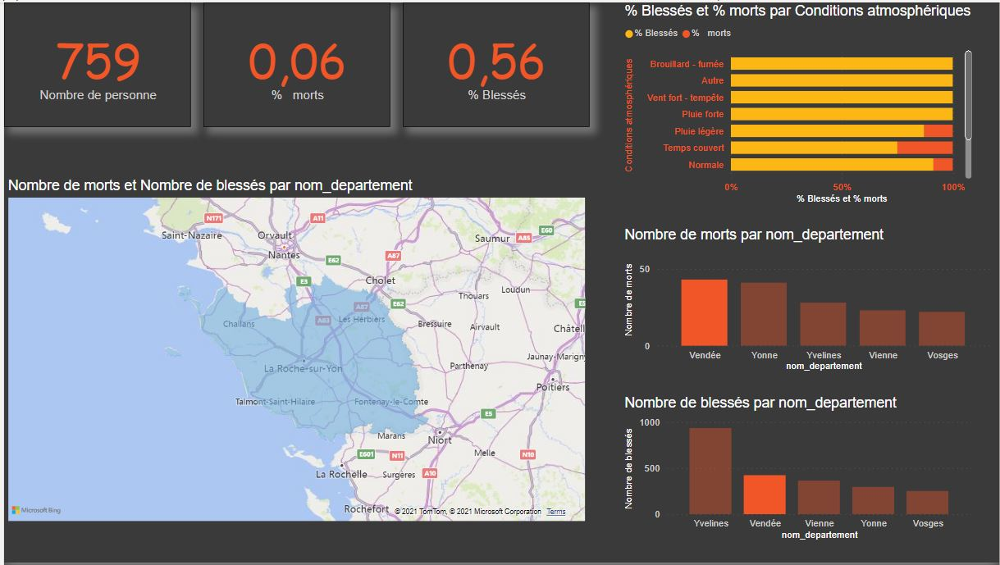 759
Nombre de personne
0,06
% morts
0,56
% Blessés
% Blessés et % morts par Conditions atmosphériques
% Blessés % morts
Conditions atmosphériques
Brouillard - fumée
Autre
Vent fort - tempête
Pluie forte
Pluie légère
Temps couvert
Normale
0% 50% 100%
% Blessés et % morts
Nombre de morts et Nombre de blessés par nom_departement
N171
A11
E60
Saint-Nazaire
Orvault
Saumur
A85
Nantes
E62
A87
E3
Cholet
Loudun
Thouars
E62
A87
A83
Les Herbiers
Challans
Bressuire
Airvault
Châtell
La Roche-sur-Yon
Parthenay
Jaunay-Marigny
Poitiers
Talmont-Saint-Hilaire
Fontenay-le-Comte
E5
Marans
Niort
E601
N11
Melle
N10
La Rochelle
Surgères
A10
Rochefort
Microsoft Bing
© 2021 TomTom, © 2021 Microsoft Corporation Terms
Nombre de morts par nom_departement
Nombre de morts
50
0
Vendée Yonne Yvelines Vienne Vosges
nom_departement
Nombre de blessés par nom_departement
Nombre de blessés
1000
500
0
Yvelines Vendée Vienne Yonne Vosges
nom_departement